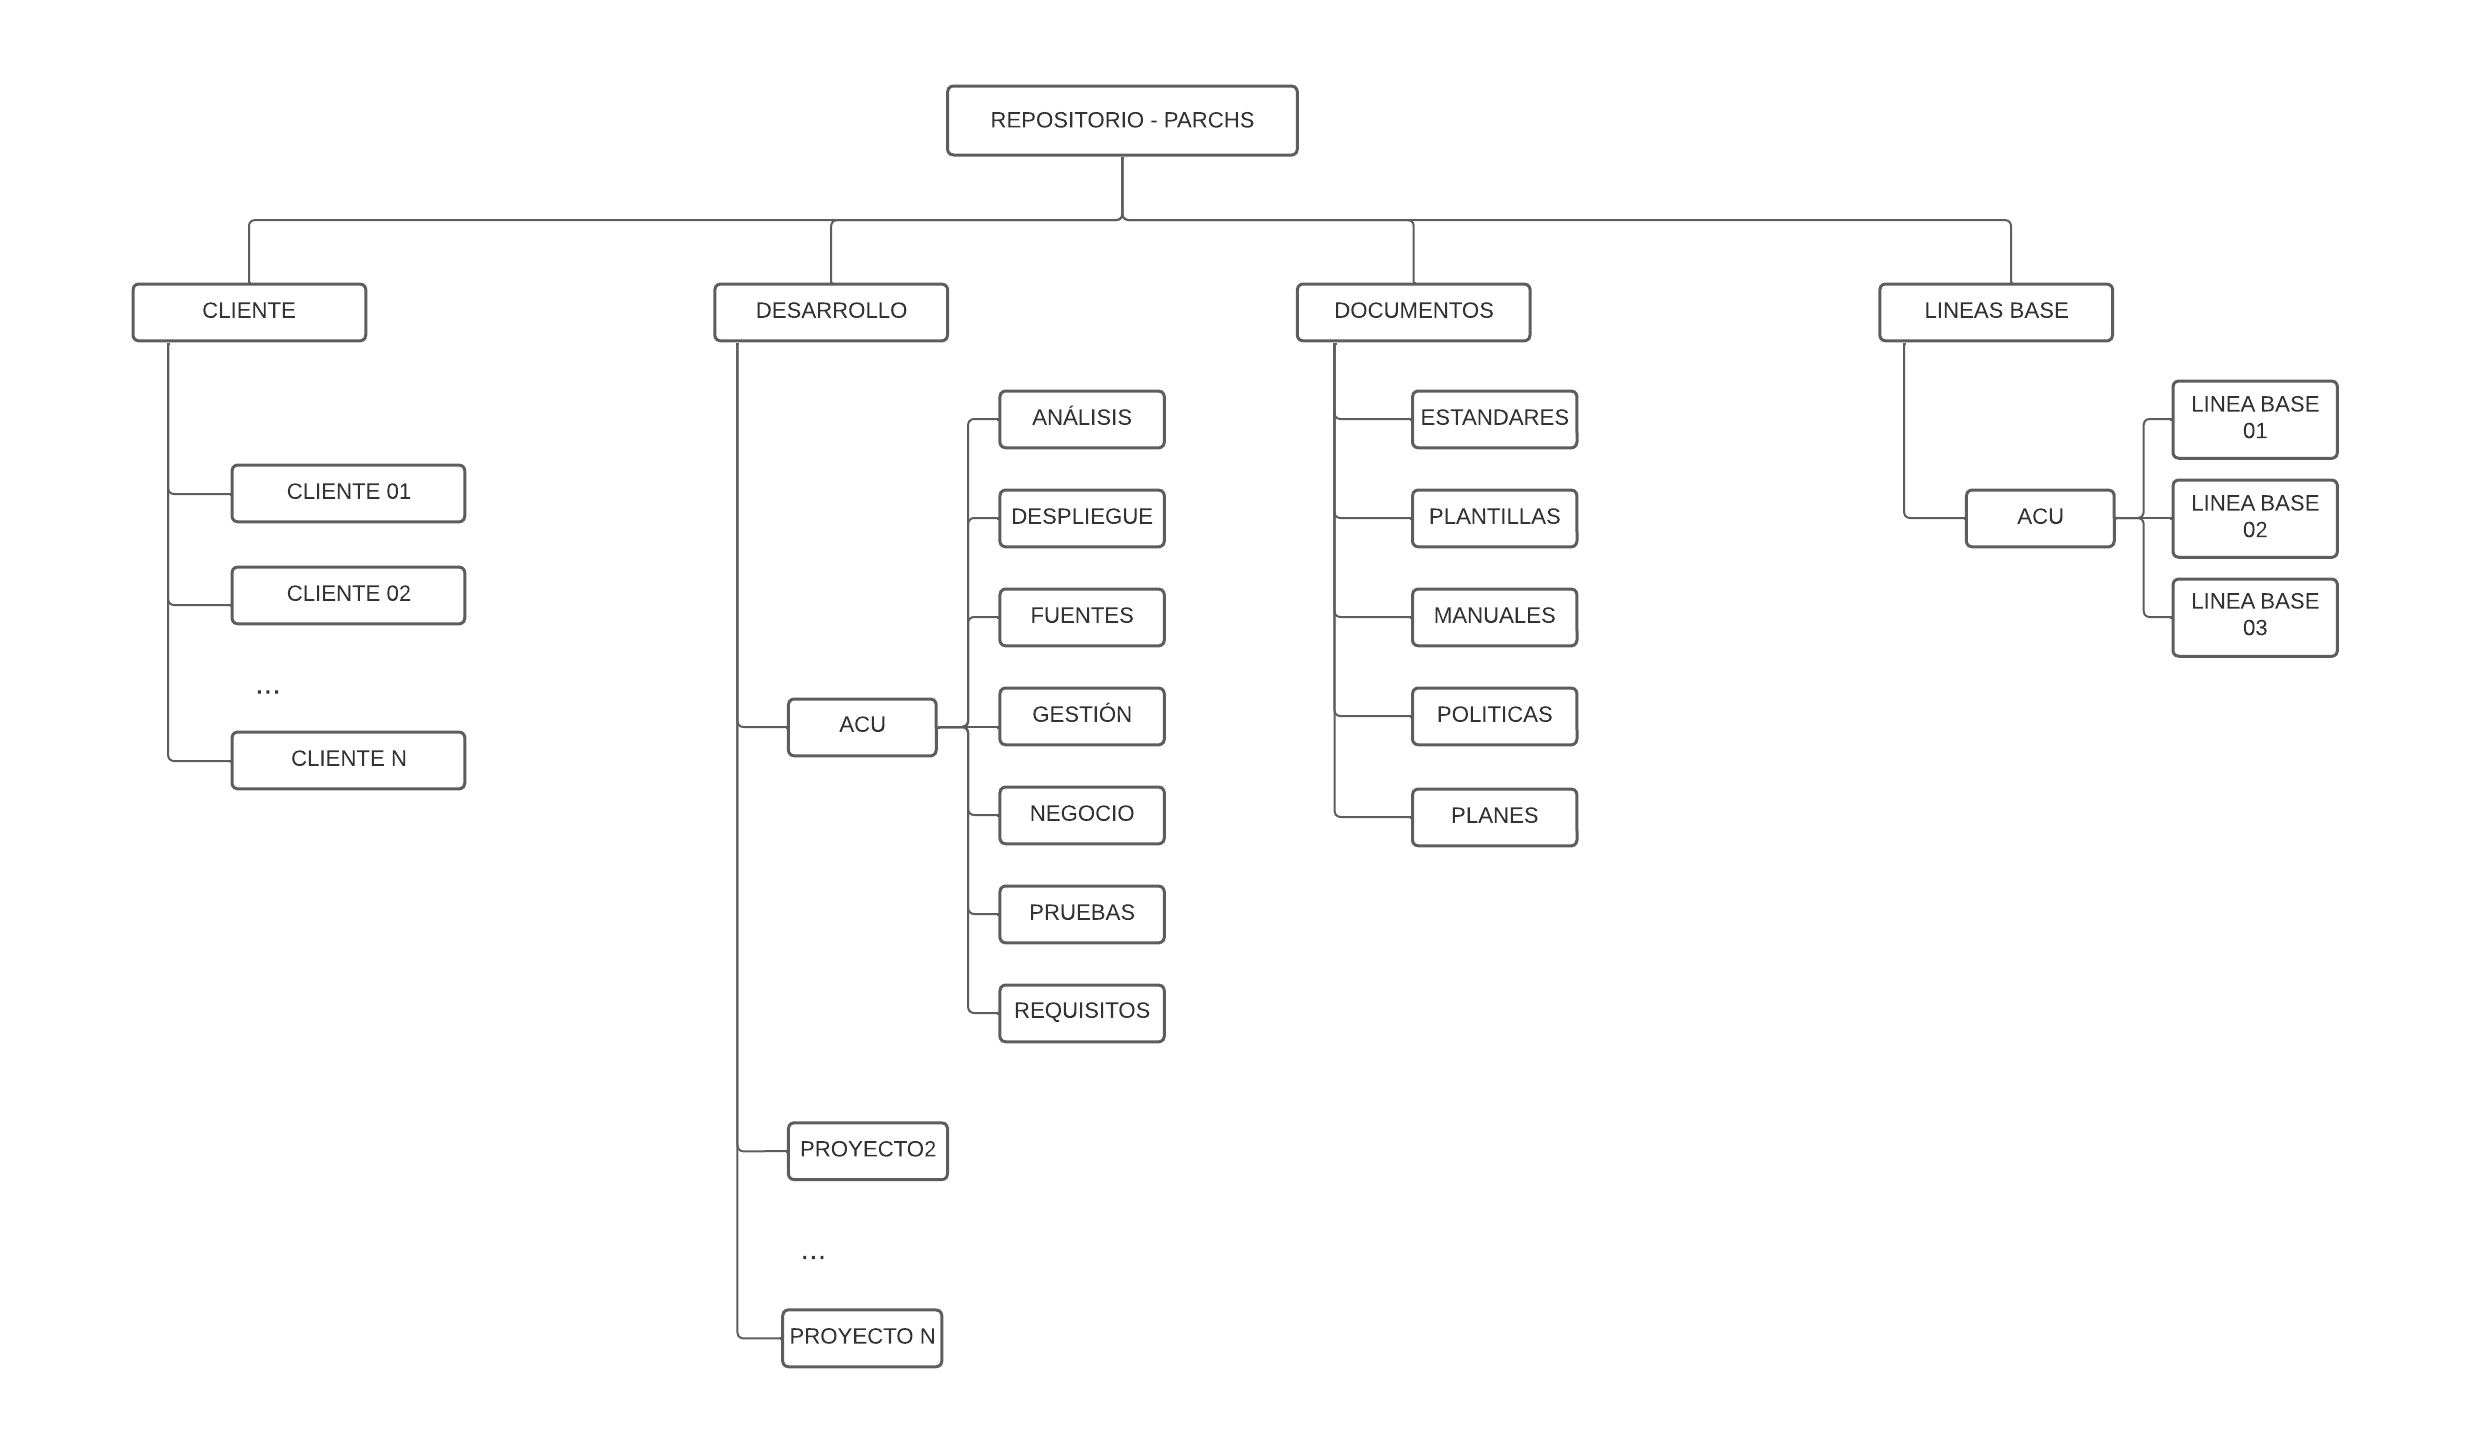 REPOSITORIO - PARCHS
CLIENTE
DESARROLLO
DOCUMENTOS
LINEAS BASE
CLIENTE 01
CLIENTE 02
...
CLIENTE N
ACU
ANÁLISIS
DESPLIEGUE
FUENTES
GESTIÓN
NEGOCIO
PRUEBAS
REQUISITOS
PROYECTO2
...
PROYECTO N
ESTANDARES
PLANTILLAS
MANUALES
POLITICAS
PLANES
ACU
LINEA BASE
01
LINEA BASE
02
LINEA BASE
03